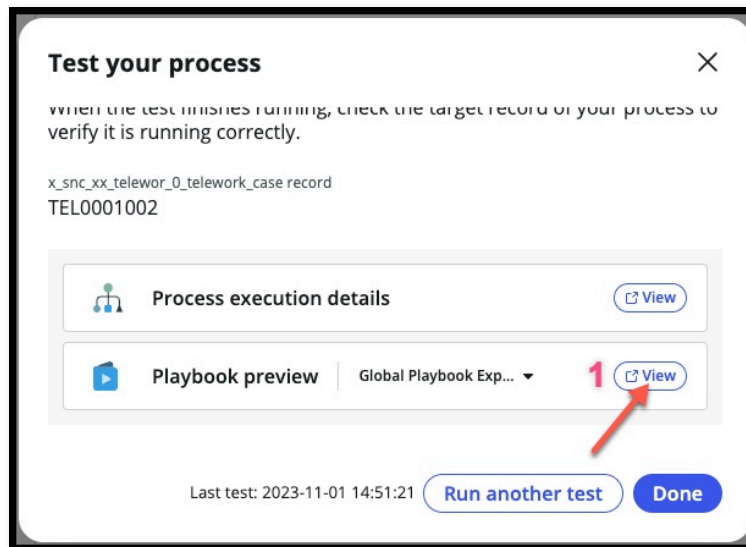 Test your process
When the test finishes running, check the target record of your process to
verify it is running correctly.
x_snc_xx_telewor_0_telework_case record
TEL0001002
Process execution details
View
Playbook preview
Global Playbook Exp...
1
View
Last test: 2023-11-01 14:51:21
Run another test
Done